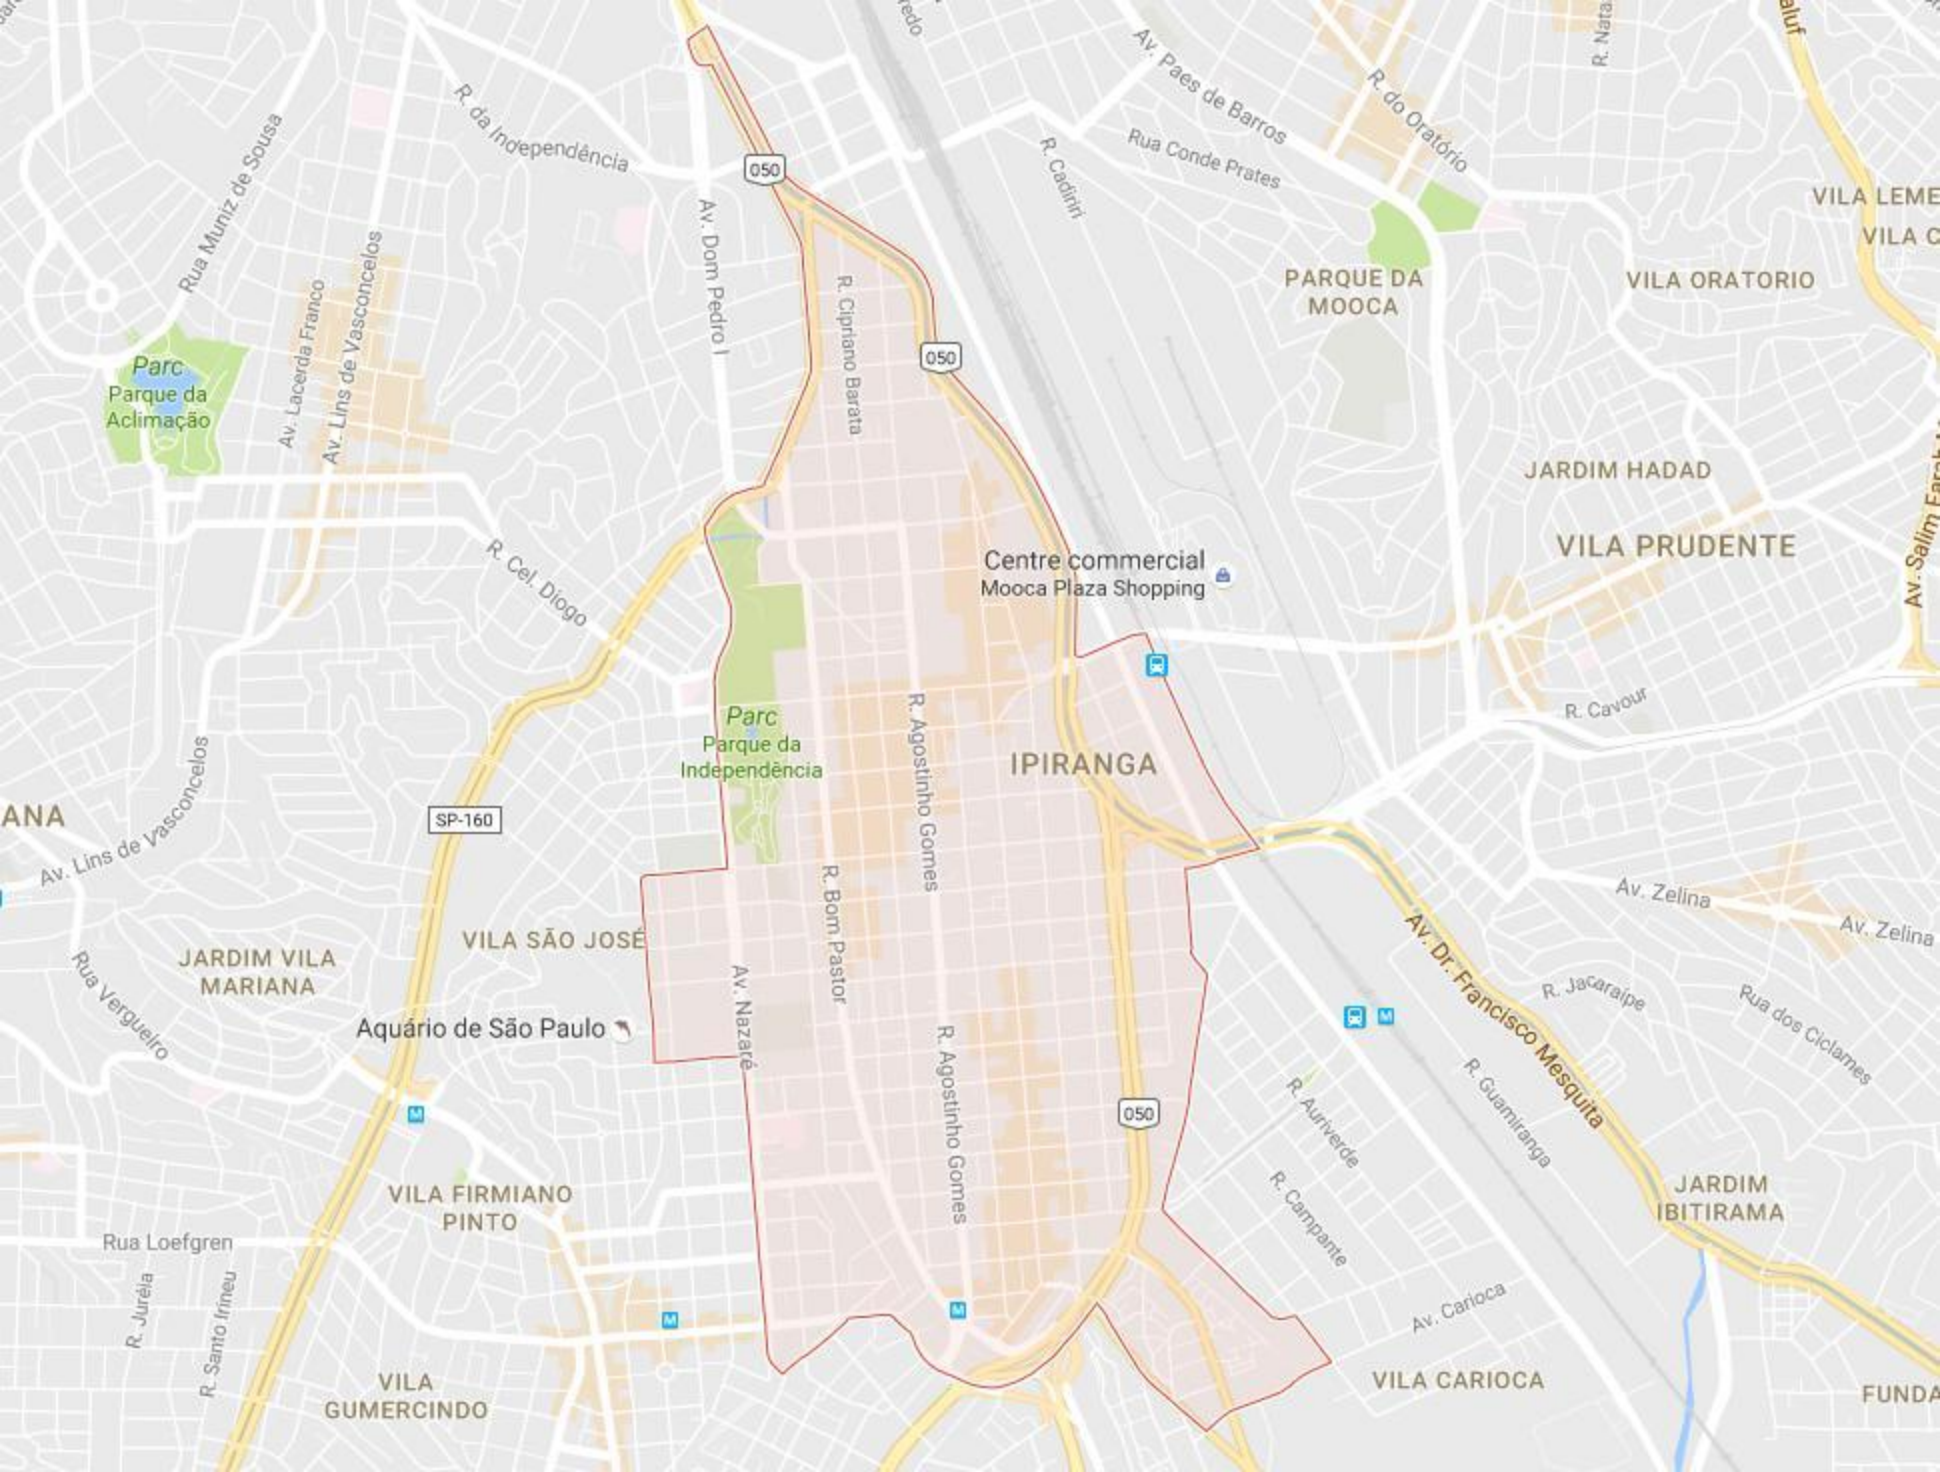 R. da Independência
Rua Muniz de Sousa
Av. Paes de Barros
R. do Oratório
R. Cadiriri
Rua Conde Prates
050
Av. Dom Pedro I
VILA LEME
VILA C
PARQUE DA
MOOCA
VILA ORATORIO
R. Cipriano Barata
050
Av. Lacerda Franco
Av. Lins de Vasconcelos
Parc
Parque da
Aclimação
JARDIM HADAD
VILA PRUDENTE
Centre commercial
Mooca Plaza Shopping
R. Cel. Diogo
R. Cavour
Parc
Parque da
Independência
R. Agostinho Gomes
IPIRANGA
ANA
Av. Lins de Vasconcelos
SP-160
R. Bom Pastor
Av. Zelina
Av. Zelina
VILA SÃO JOSÉ
JARDIM VILA
MARIANA
Rua Vergueiro
Aquário de São Paulo
Av. Nazaré
Av. Dr. Francisco Mesquita
R. Jacaraípe
Rua dos Ciclames
M
M
R. Agostinho Gomes
050
R. Auriverde
R. Guamiranga
R. Campante
JARDIM
IBITIRAMA
VILA FIRMIANO
PINTO
Rua Loefgren
R. Juréia
R. Santo Irineu
M
M
Av. Carioca
VILA
GUMERCINDO
VILA CARIOCA
FUNDA